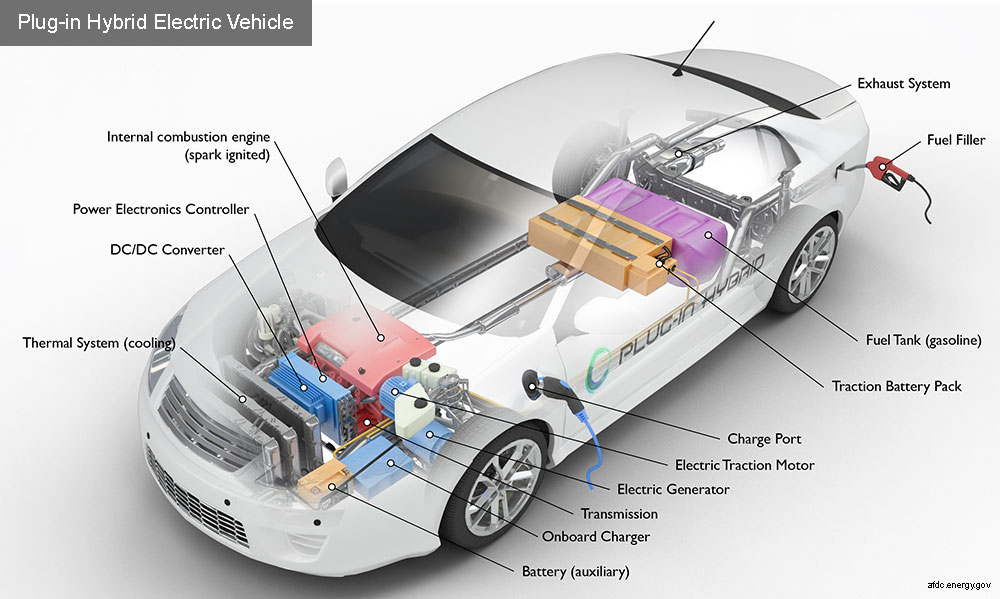 Plug-in Hybrid Electric Vehicle
Exhaust System
Internal combustion engine
(spark ignited)
Fuel Filler
Power Electronics Controller
DC/DC Converter
Thermal System (cooling)
PLUG-IN HYBRID
Fuel Tank (gasoline)
Traction Battery Pack
Charge Port
Electric Traction Motor
Electric Generator
Transmission
Onboard Charger
Battery (auxiliary)
afdc.energy.gov